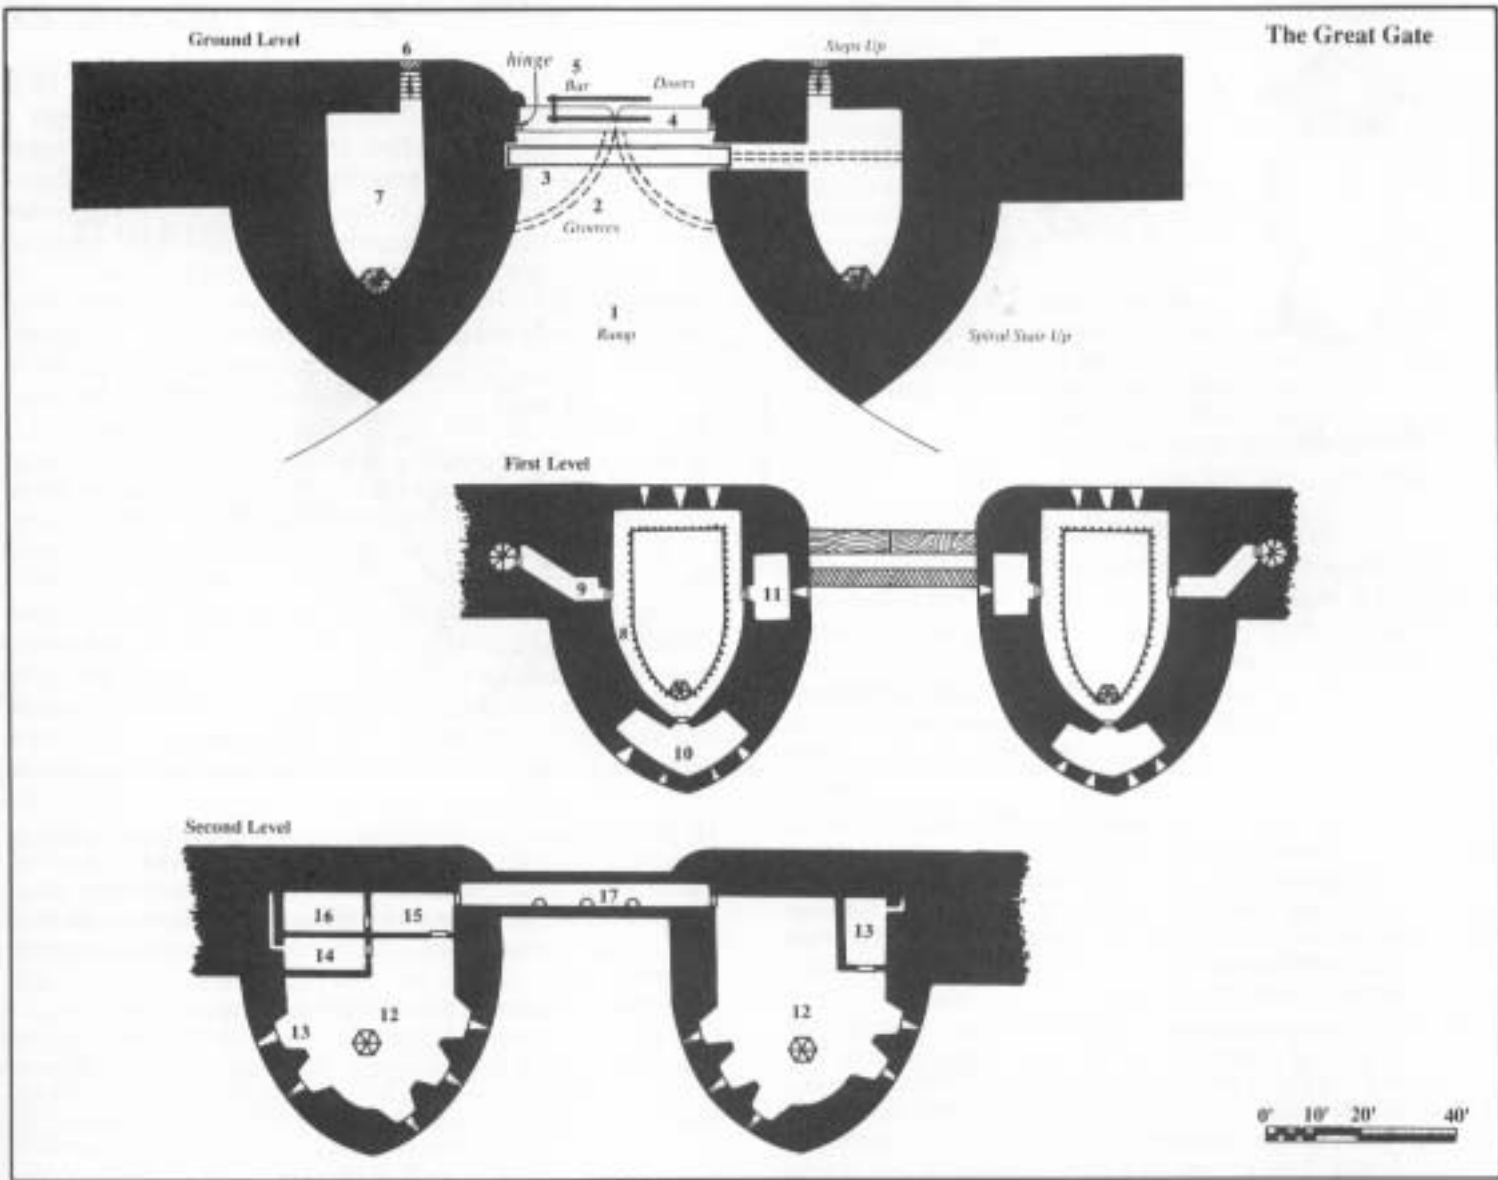 The Great Gate
Ground Level
6
hinge
5
Bar
Doors
Steps Up
4
3
7
2
Grooves
1
Ramp
Spiral Stair Up
First Level
9
11
8
10
Second Level
17
16
15
13
14
12
12
13
0' 10' 20' 40'